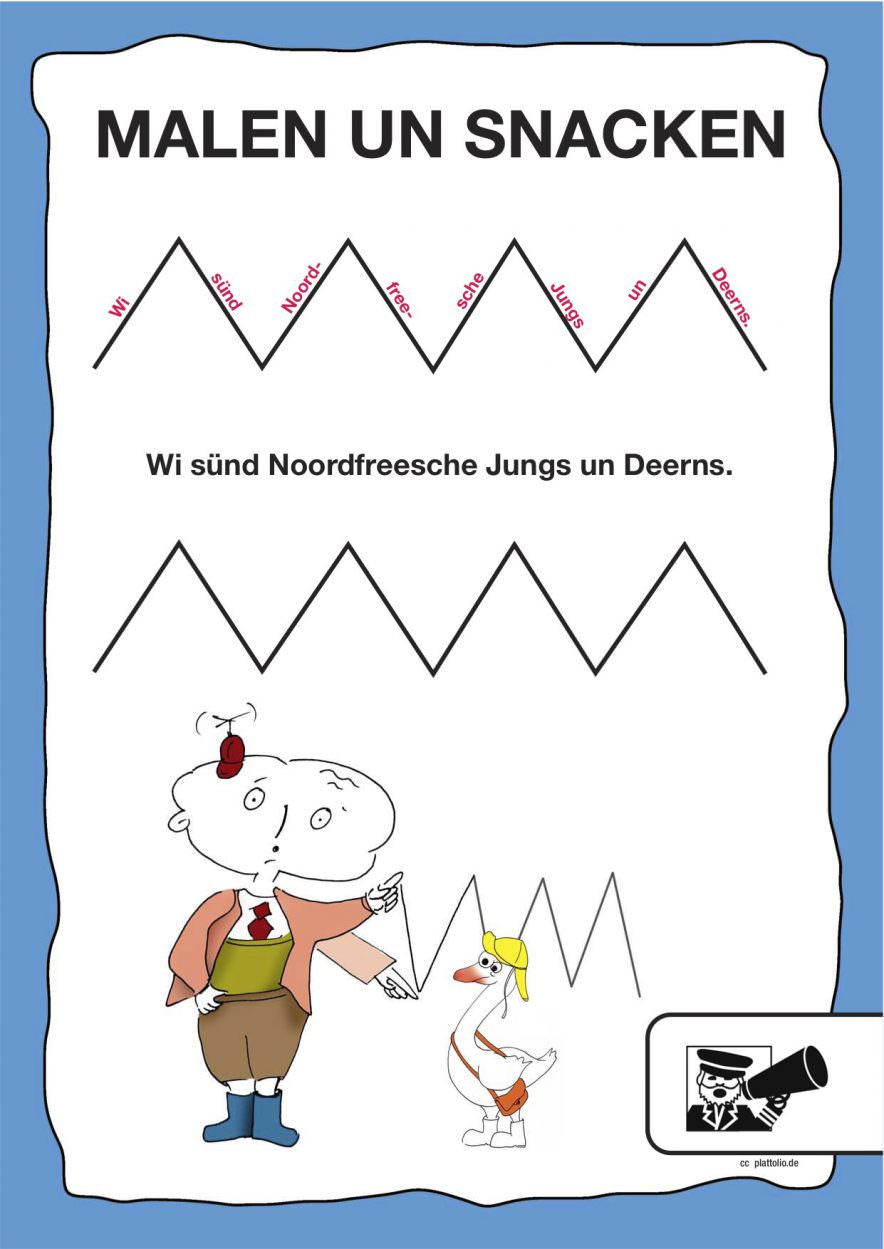 MALEN UN SNACKEN
Wi sünd Noord- free- sche Jungs un Deerns.
Wi sünd Noordfreesche Jungs un Deerns.
cc plattolio.de